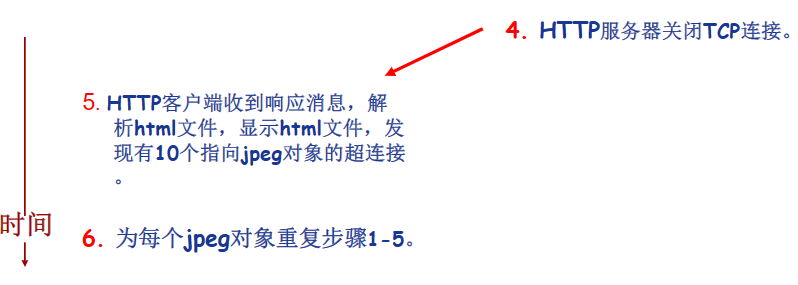 4. HTTP服务器关闭TCP连接。
5. HTTP客户端收到响应消息，解
析html文件，显示html文件，发
现有10个指向jpeg对象的超连接
。
时间
6. 为每个jpeg对象重复步骤1-5。